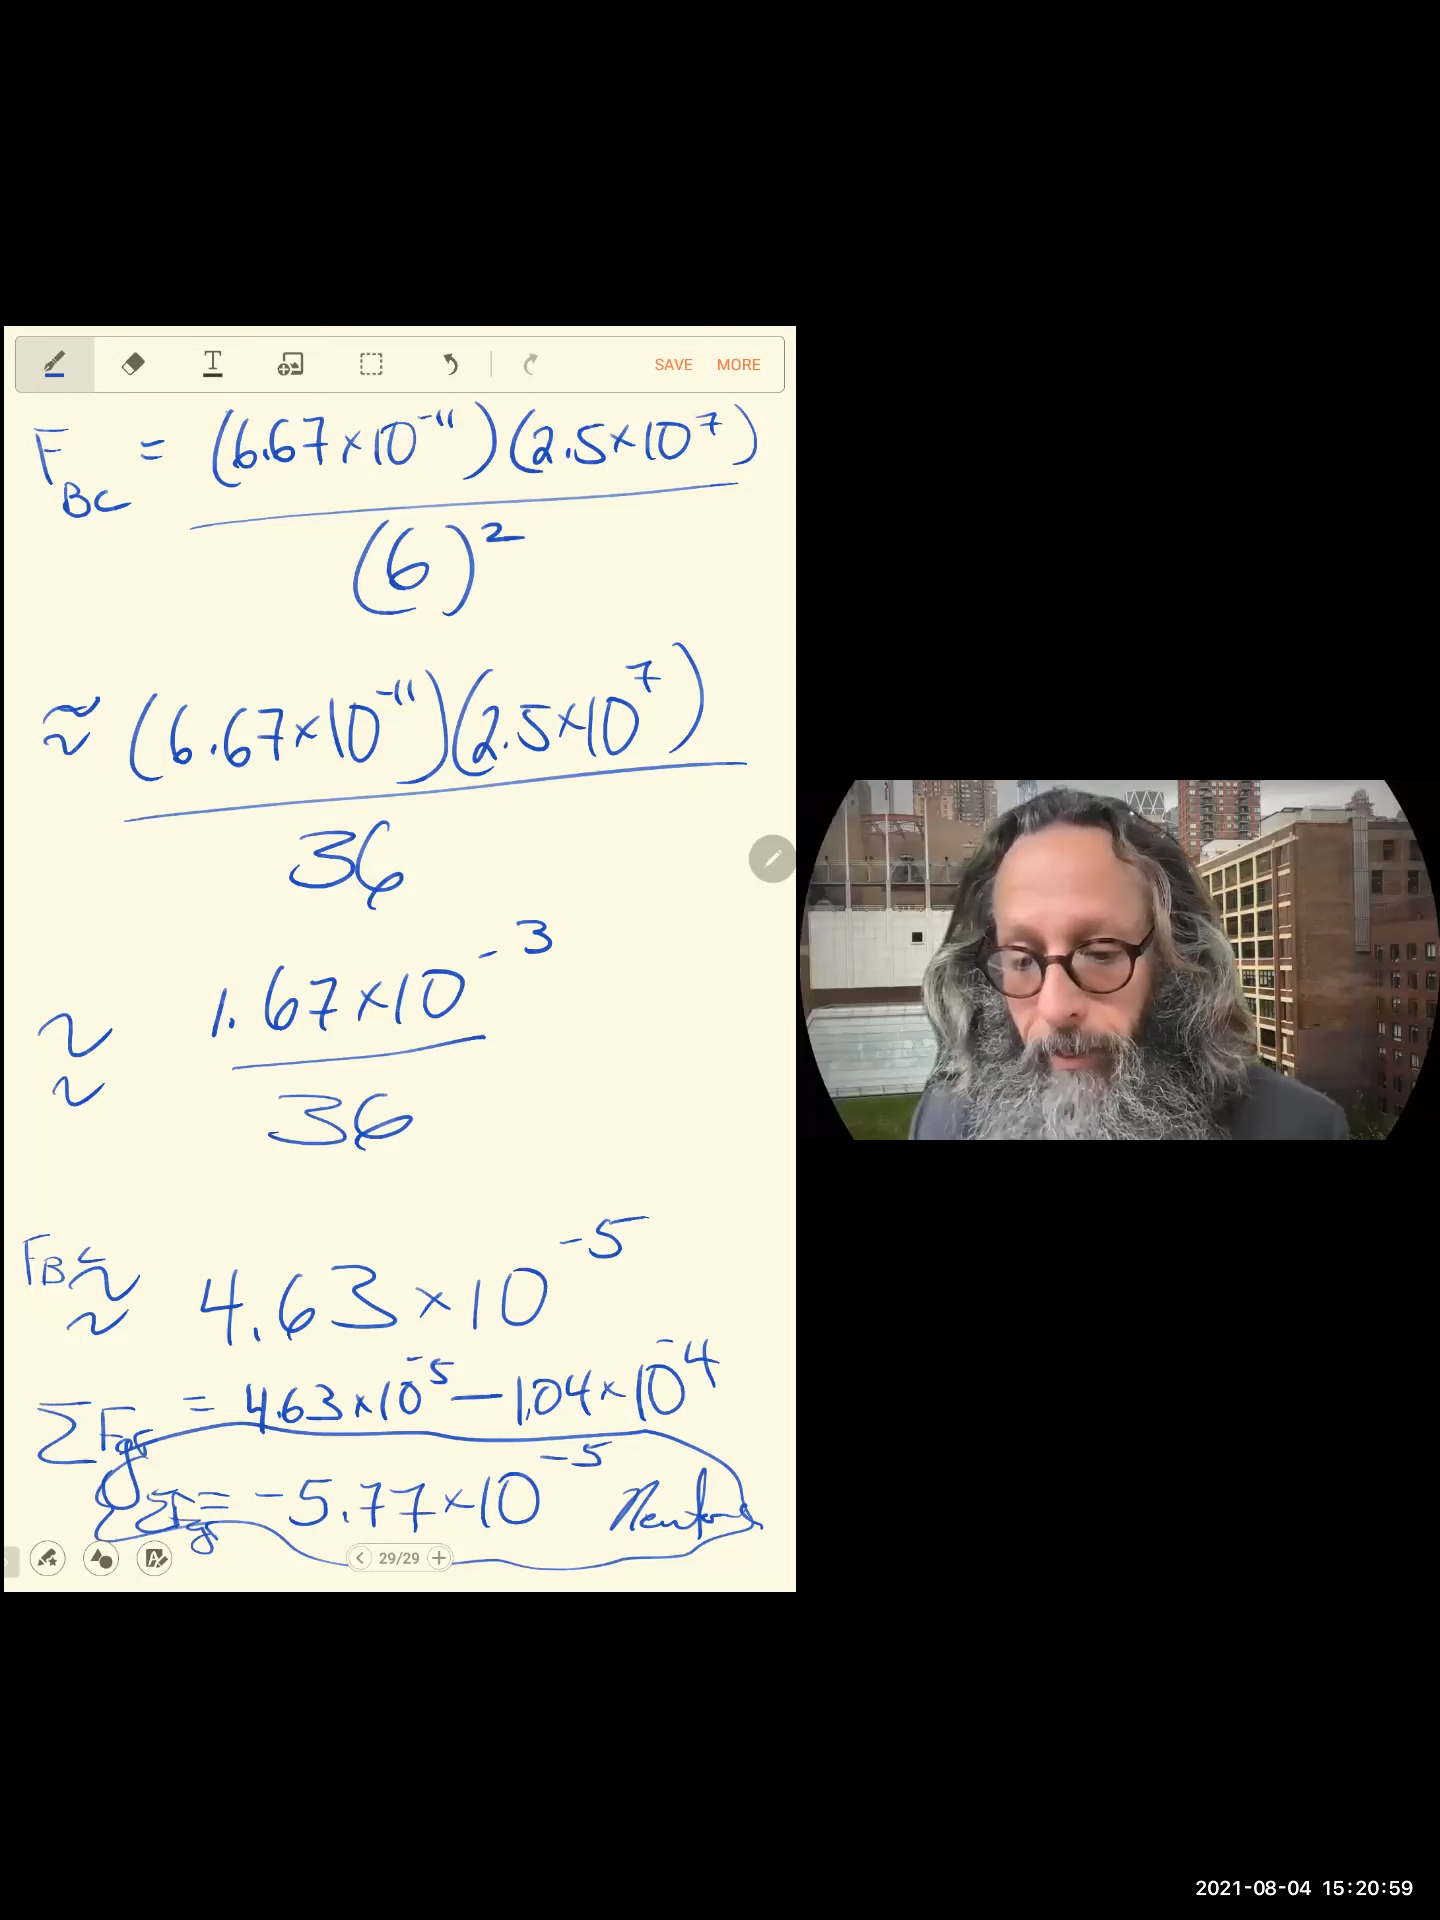 T SAVE MORE
F_BC = (6.67×10^-11)(2.5×10^7)
(6)^2
≈ (6.67×10^-11)(2.5×10^7)
36
≈ 1.67×10^-3
36
F_BC ≈ 4.63×10^-5
ΣF_gr = 4.63×10^-5 − 1.04×10^-4
ΣF_gr = -5.77×10^-5 Newtons
A 29/29
2021-08-04 15:20:59